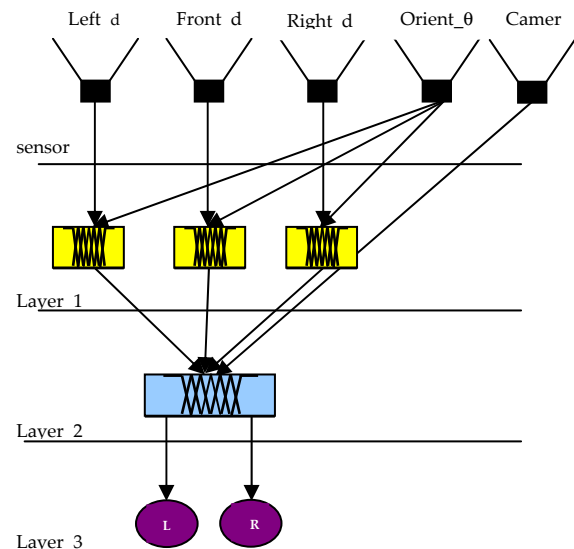 Left d
Front d
Right d
Orient_θ
Camer
sensor
Layer 1
Layer 2
L
R
Layer 3